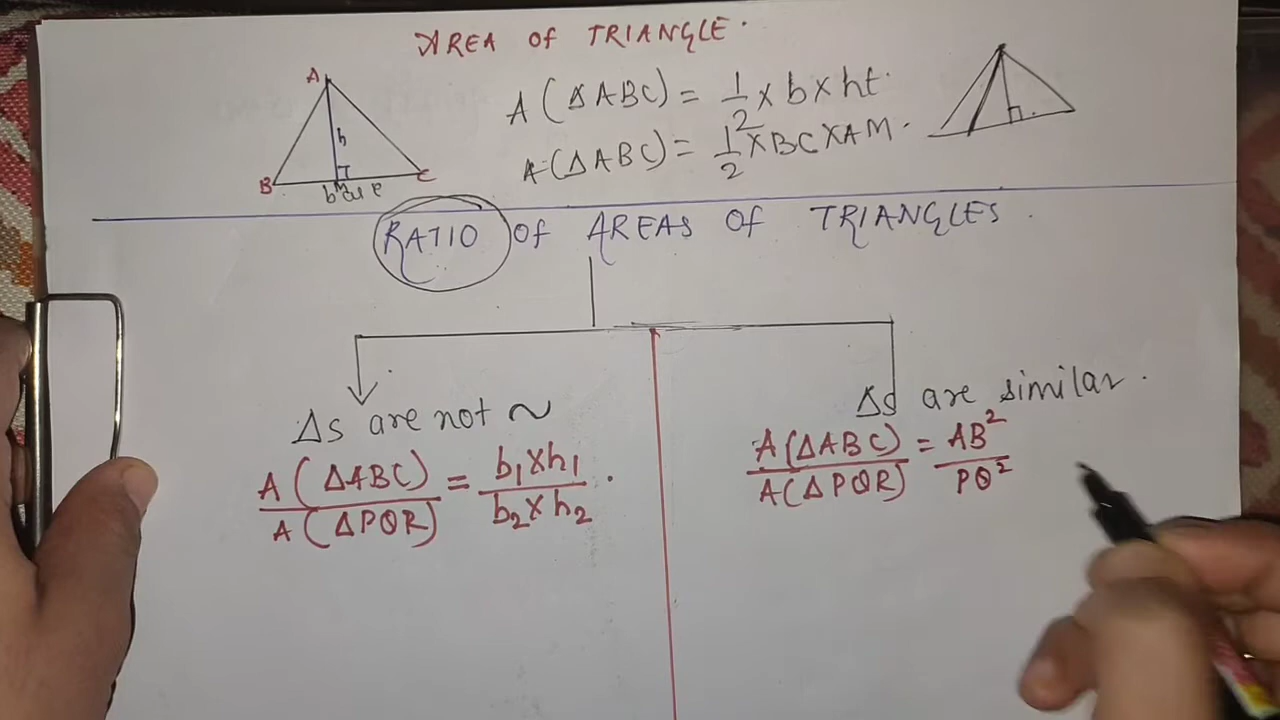 AREA OF TRIANGLE.
A
h
B
M
C
A (ΔABC) = 1/2 × b × ht.
A (ΔABC) = 1/2 × BC × AM.
RATIO OF AREAS OF TRIANGLES.
Δs are not ~
A (ΔABC) / A (ΔPQR) = b₁×h₁ / b₂×h₂ .
Δs are similar.
A(ΔABC) / A(ΔPQR) = AB² / PQ²